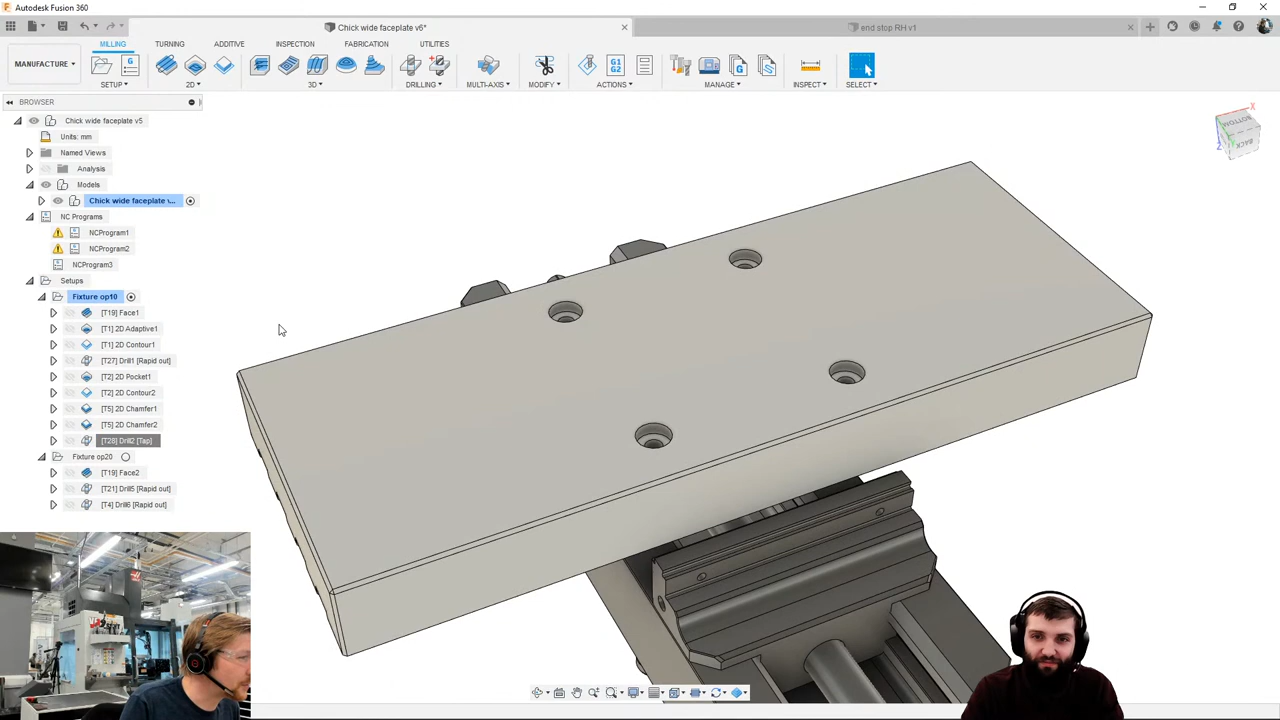 Autodesk Fusion 360
Chick wide faceplate v6*
end stop RH v1
MANUFACTURE
MILLING
TURNING
ADDITIVE
INSPECTION
FABRICATION
UTILITIES
SETUP
2D
3D
DRILLING
MULTI-AXIS
MODIFY
G1
G2
ACTIONS
MANAGE
INSPECT
SELECT
BROWSER
Chick wide faceplate v5
Units: mm
Named Views
Analysis
Models
Chick wide faceplate v...
NC Programs
NCProgram1
NCProgram2
NCProgram3
Setups
Fixture op10
[T19] Face1
[T1] 2D Adaptive1
[T1] 2D Contour1
[T27] Drill1 [Rapid out]
[T2] 2D Pocket1
[T2] 2D Contour2
[T5] 2D Chamfer1
[T5] 2D Chamfer2
[T28] Drill2 [Tap]
Fixture op20
[T19] Face2
[T21] Drill5 [Rapid out]
[T4] Drill6 [Rapid out]
BOTTOM
BACK
X
Z